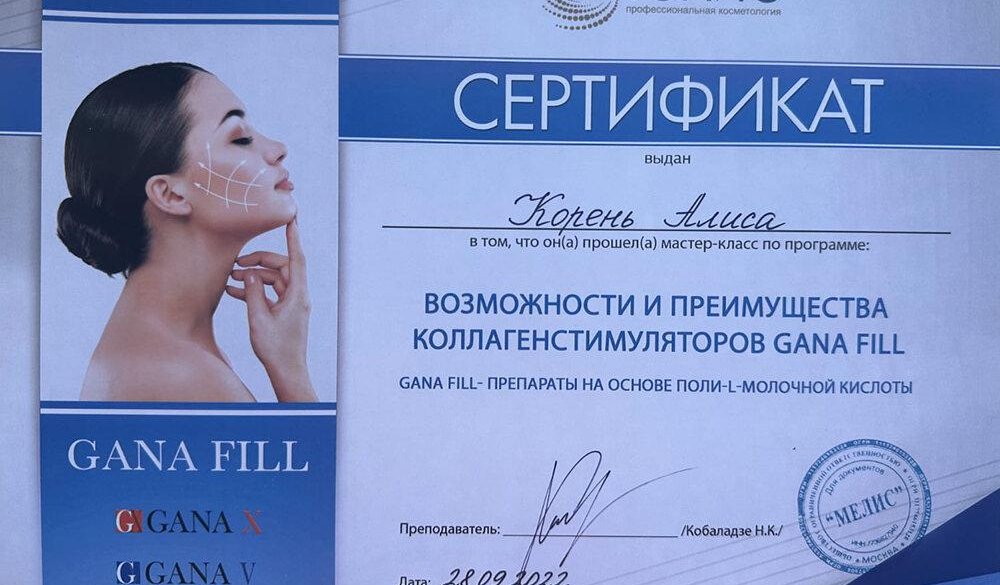 профессиональная косметология
СЕРТИФИКАТ
выдан
Корень Алиса
в том, что он(а) прошел(а) мастер-класс по программе:
ВОЗМОЖНОСТИ И ПРЕИМУЩЕСТВА
КОЛЛАГЕНСТИМУЛЯТОРОВ GANA FILL
GANA FILL- ПРЕПАРАТЫ НА ОСНОВЕ ПОЛИ-L-МОЛОЧНОЙ КИСЛОТЫ
GANA FILL
GANA X
GANA V
Преподаватель: /Кобаладзе Н.К./
Дата: 28.09.2022
Для документов
"МЕЛИС"
МОСКВА